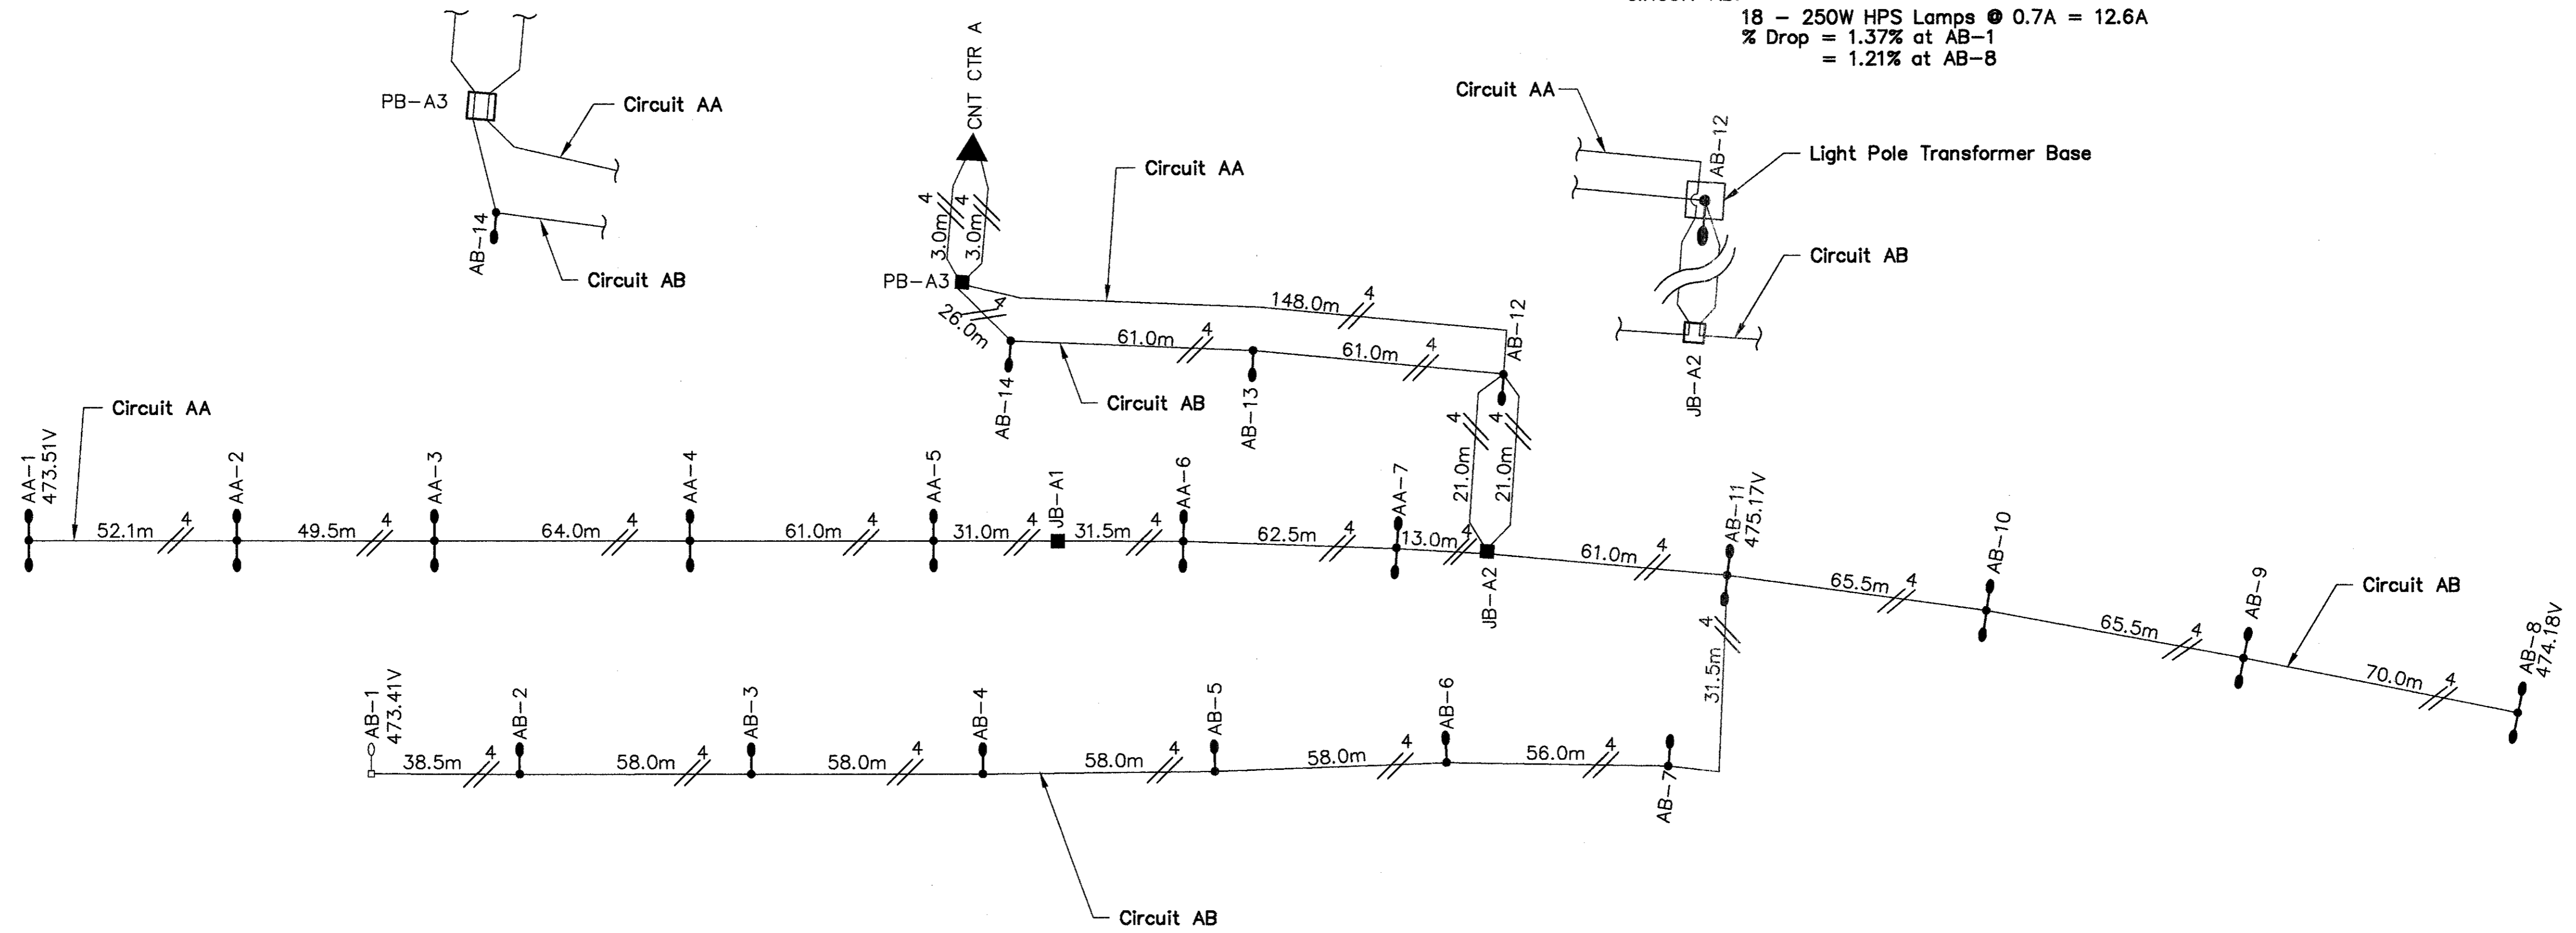 18 - 250W HPS Lamps @ 0.7A = 12.6A
% Drop = 1.37% at AB-1
= 1.21% at AB-8
PB-A3
Circuit AA
AB-14
Circuit AB
CNT CTR A
4
4
3.0m
3.0m
PB-A3
Circuit AA
148.0m
4
4
26.0m
61.0m
4
61.0m
4
AB-12
AB-14
Circuit AB
AB-13
Circuit AA
AB-12
Light Pole Transformer Base
Circuit AB
JB-A2
4
4
21.0m
21.0m
Circuit AA
AA-1
473.51V
52.1m
4
AA-2
49.5m
4
AA-3
64.0m
4
AA-4
61.0m
4
AA-5
31.0m
4
JB-A1
31.5m
4
AA-6
62.5m
4
AA-7
13.0m
4
JB-A2
61.0m
4
AB-11
475.17V
65.5m
4
AB-10
65.5m
4
AB-9
Circuit AB
70.0m
4
AB-8
474.18V
4
31.5m
AB-1
473.41V
38.5m
4
AB-2
58.0m
4
AB-3
58.0m
4
AB-4
58.0m
4
AB-5
58.0m
4
AB-6
56.0m
4
AB-7
Circuit AB